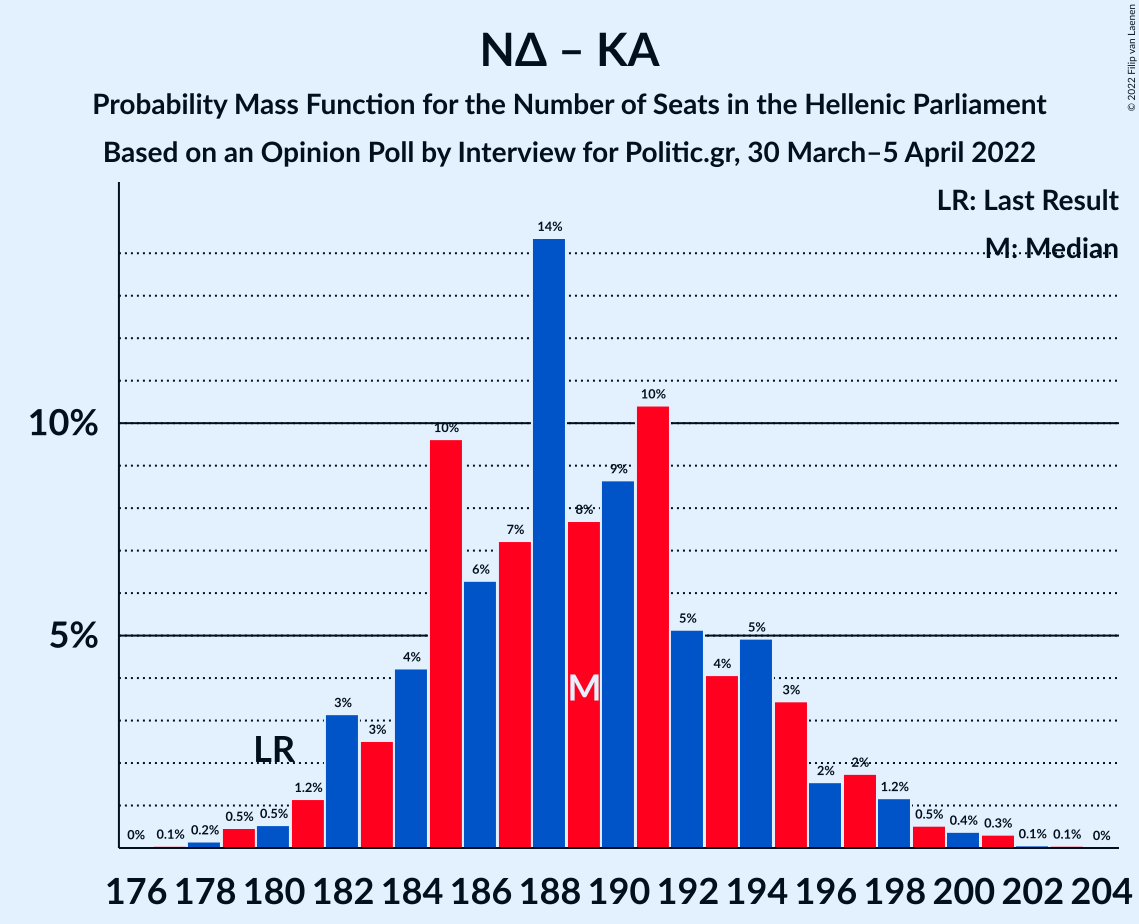 © 2022 Filip van Laenen
ΝΔ – ΚΑ
Probability Mass Function for the Number of Seats in the Hellenic Parliament
Based on an Opinion Poll by Interview for Politic.gr, 30 March–5 April 2022
LR: Last Result
M: Median
14%
10%
10%
10%
9%
8%
7%
6%
5%
5%
5%
4%
4%
M
3%
3%
3%
LR
2%
2%
1.2%
1.2%
0% 0.1% 0.2% 0.5% 0.5% 0.5% 0.4% 0.3% 0.1% 0.1% 0%
176 178 180 182 184 186 188 190 192 194 196 198 200 202 204